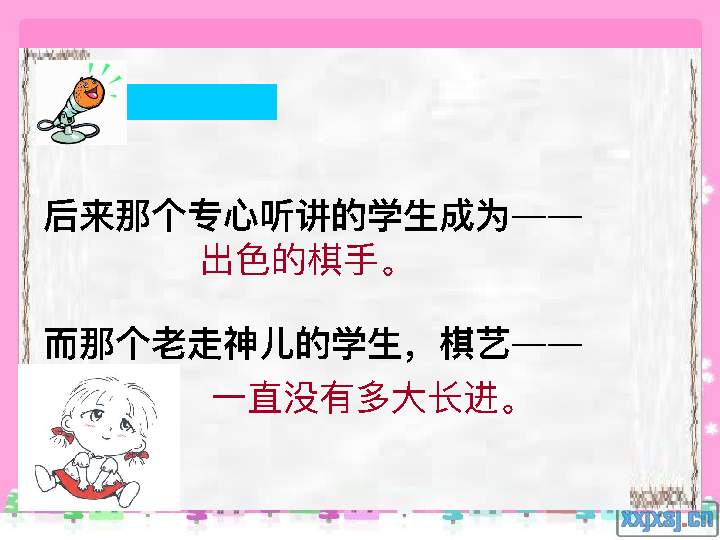 后来那个专心听讲的学生成为——
出色的棋手。
而那个老走神儿的学生，棋艺——
一直没有多大长进。
xxjxsj.cn